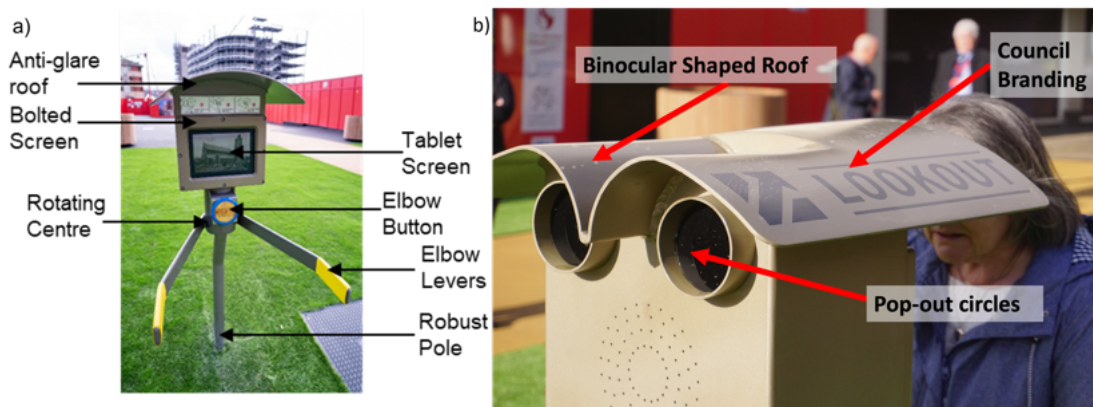 a)
Anti-glare
roof
Bolted
Screen
Rotating
Centre
Tablet
Screen
Elbow
Button
Elbow
Levers
Robust
Pole
b)
Binocular Shaped Roof
Council
Branding
LOOKOUT
Pop-out circles